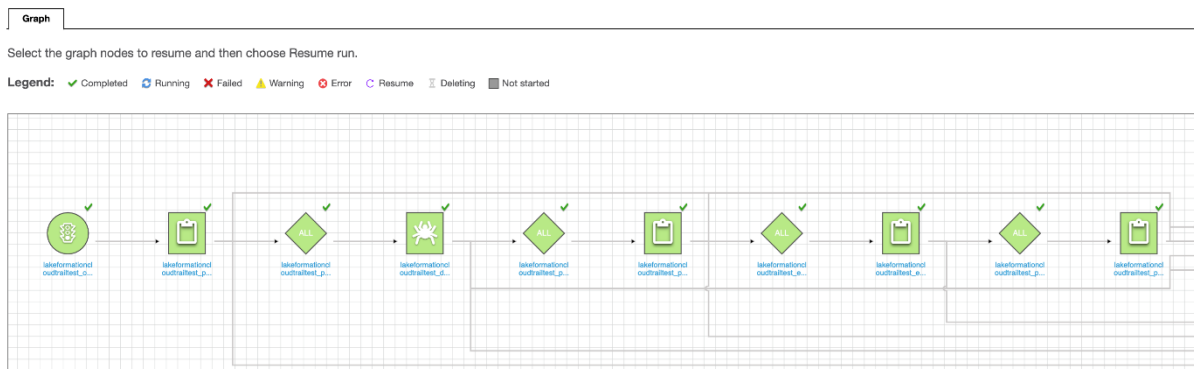 Graph
Select the graph nodes to resume and then choose Resume run.
Legend: Completed Running Failed Warning Error Resume Deleting Not started
ALL ALL ALL ALL
lakeformationcl lakeformationcl lakeformationcl lakeformationcl lakeformationcl lakeformationcl lakeformationcl lakeformationcl lakeformationcl lakeformationcl
oudtrailtest_o... oudtrailtest_p... oudtrailtest_p... oudtrailtest_d... oudtrailtest_p... oudtrailtest_p... oudtrailtest_e... oudtrailtest_e... oudtrailtest_p... oudtrailtest_p...